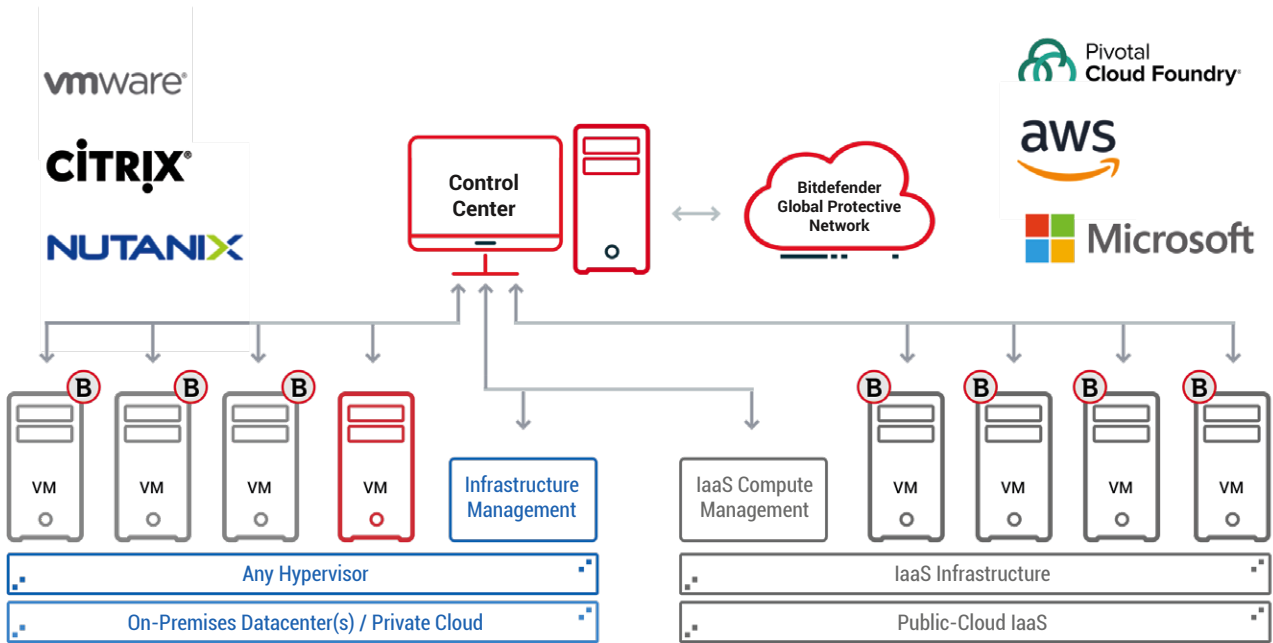 vmware®
CİTRIX®
NUTANIX
Pivotal
Cloud Foundry®
aws
Microsoft
Control
Center
Bitdefender
Global Protective
Network
B
B
B
B
B
B
B
VM
VM
VM
VM
Infrastructure
Management
IaaS Compute
Management
VM
VM
VM
VM
Any Hypervisor
IaaS Infrastructure
On-Premises Datacenter(s) / Private Cloud
Public-Cloud IaaS